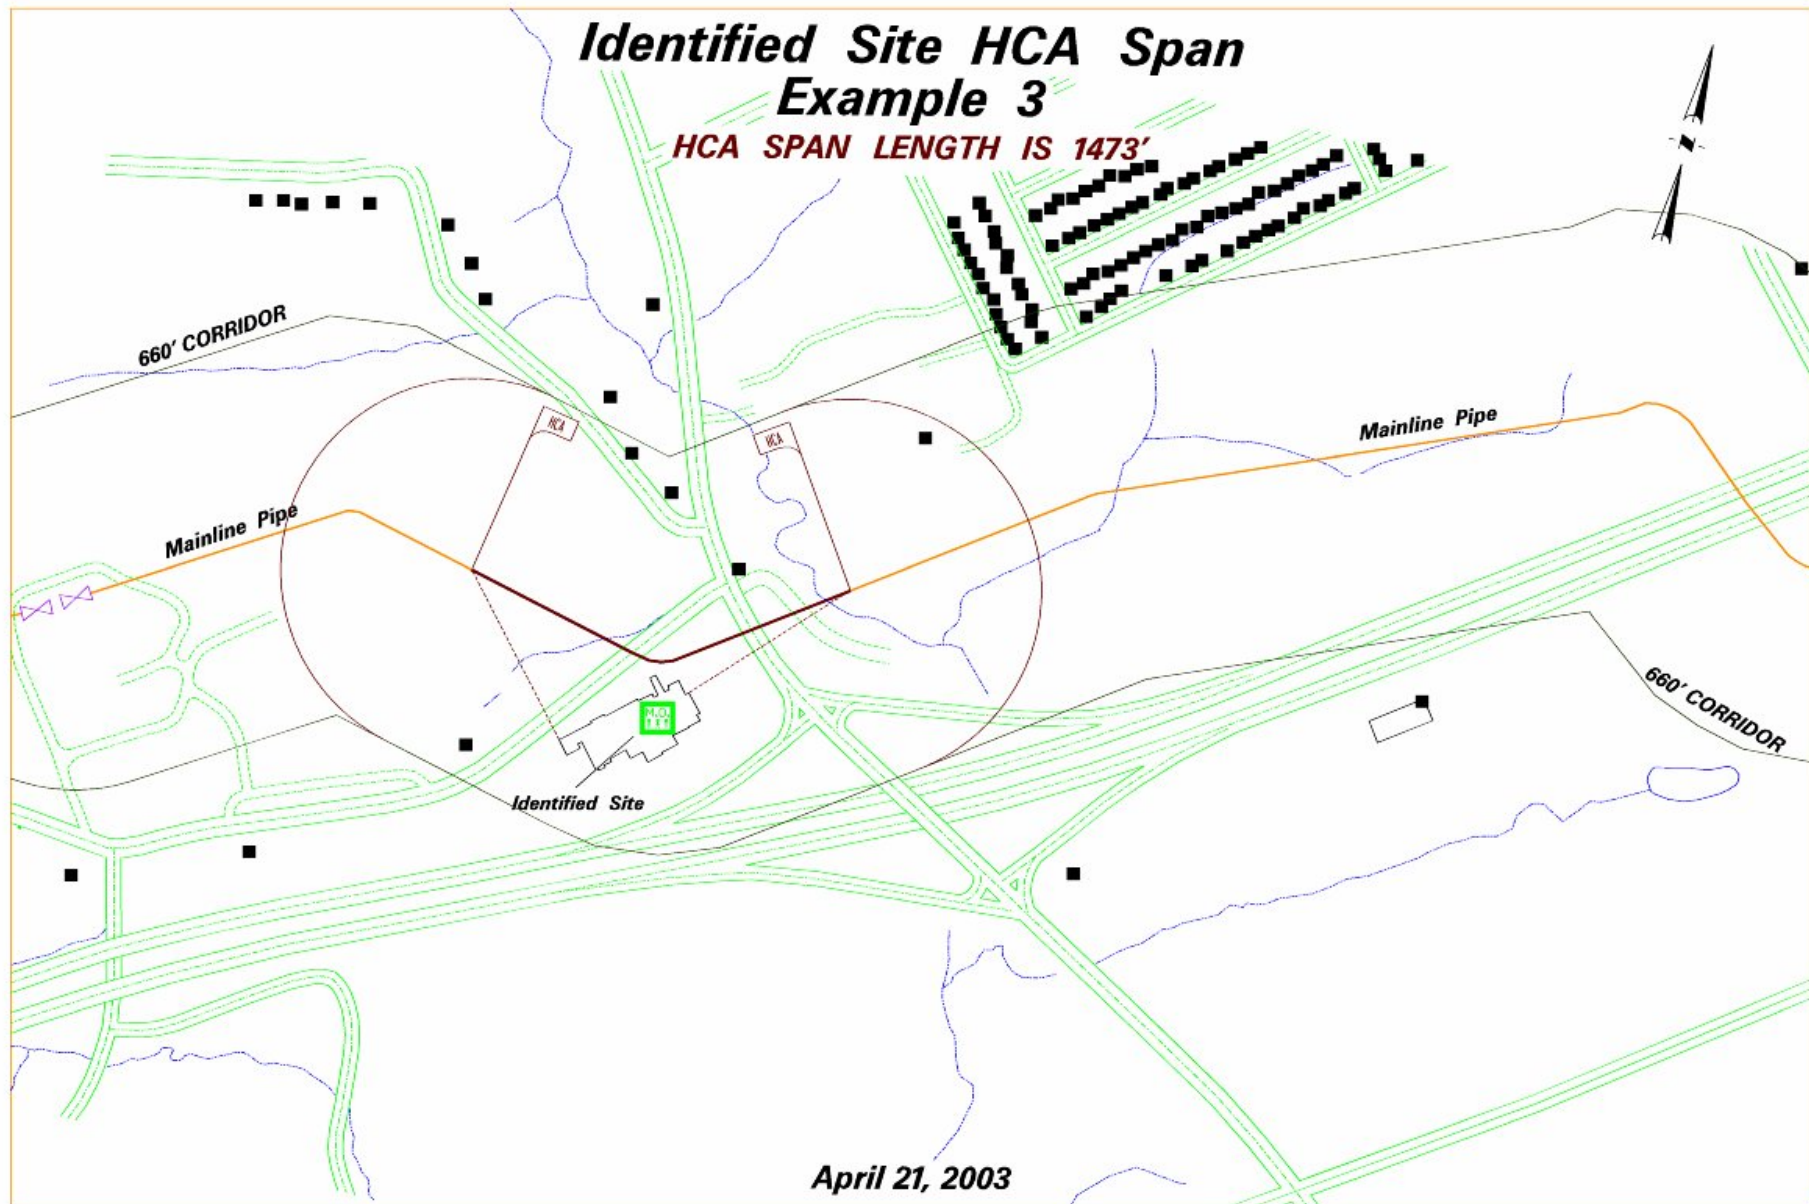 Identified Site HCA Span
Example 3
HCA SPAN LENGTH IS 1473'
660' CORRIDOR
HCA
HCA
Mainline Pipe
Mainline Pipe
660' CORRIDOR
Identified Site
April 21, 2003